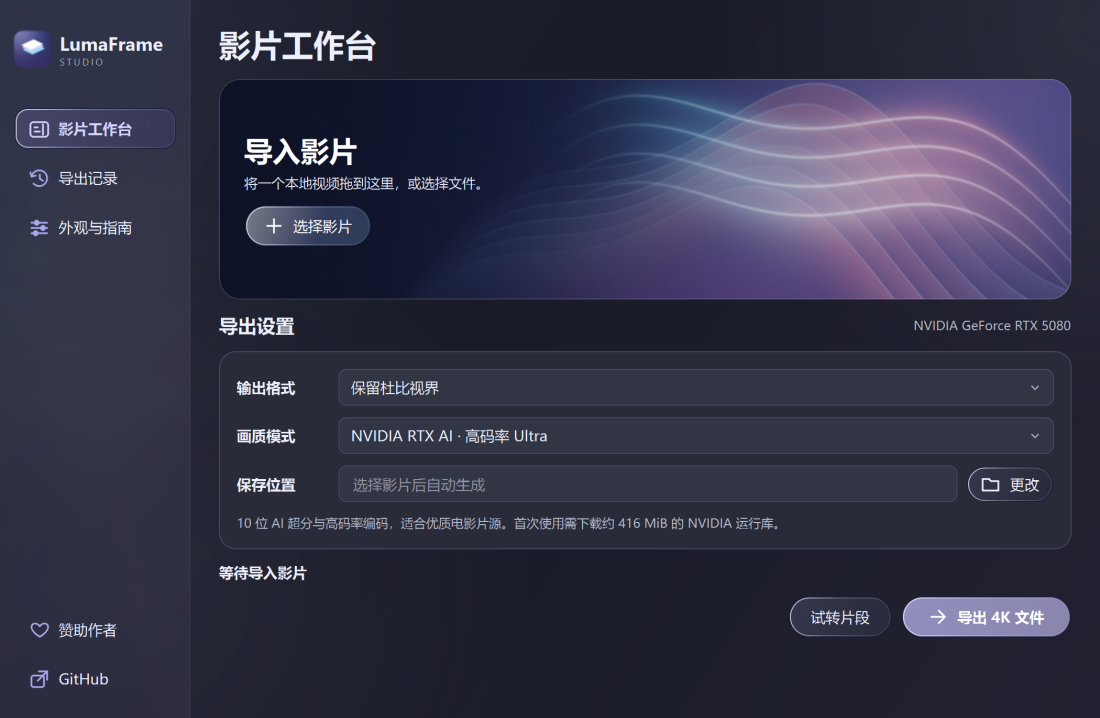 LumaFrame
STUDIO
影片工作台
导出记录
外观与指南
赞助作者
GitHub
影片工作台
导入影片
将一个本地视频拖到这里，或选择文件。
选择影片
导出设置
NVIDIA GeForce RTX 5080
输出格式
保留杜比视界
画质模式
NVIDIA RTX AI · 高码率 Ultra
保存位置
选择影片后自动生成
更改
10 位 AI 超分与高码率编码，适合优质电影片源。首次使用需下载约 416 MiB 的 NVIDIA 运行库。
等待导入影片
试转片段
导出 4K 文件